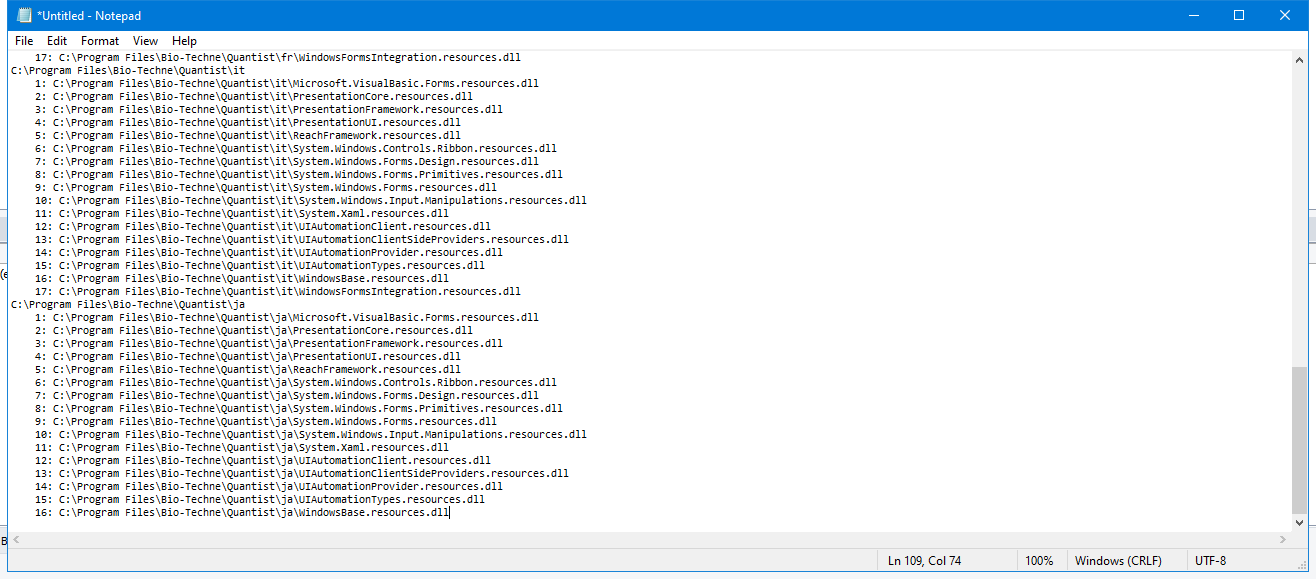 *Untitled - Notepad
File Edit Format View Help
17: C:\Program Files\Bio-Techne\Quantist\fr\WindowsFormsIntegration.resources.dll
C:\Program Files\Bio-Techne\Quantist\it
1: C:\Program Files\Bio-Techne\Quantist\it\Microsoft.VisualBasic.Forms.resources.dll
2: C:\Program Files\Bio-Techne\Quantist\it\PresentationCore.resources.dll
3: C:\Program Files\Bio-Techne\Quantist\it\PresentationFramework.resources.dll
4: C:\Program Files\Bio-Techne\Quantist\it\PresentationUI.resources.dll
5: C:\Program Files\Bio-Techne\Quantist\it\ReachFramework.resources.dll
6: C:\Program Files\Bio-Techne\Quantist\it\System.Windows.Controls.Ribbon.resources.dll
7: C:\Program Files\Bio-Techne\Quantist\it\System.Windows.Forms.Design.resources.dll
8: C:\Program Files\Bio-Techne\Quantist\it\System.Windows.Forms.Primitives.resources.dll
9: C:\Program Files\Bio-Techne\Quantist\it\System.Windows.Forms.resources.dll
10: C:\Program Files\Bio-Techne\Quantist\it\System.Windows.Input.Manipulations.resources.dll
11: C:\Program Files\Bio-Techne\Quantist\it\System.Xaml.resources.dll
12: C:\Program Files\Bio-Techne\Quantist\it\UIAutomationClient.resources.dll
13: C:\Program Files\Bio-Techne\Quantist\it\UIAutomationClientSideProviders.resources.dll
14: C:\Program Files\Bio-Techne\Quantist\it\UIAutomationProvider.resources.dll
15: C:\Program Files\Bio-Techne\Quantist\it\UIAutomationTypes.resources.dll
16: C:\Program Files\Bio-Techne\Quantist\it\WindowsBase.resources.dll
17: C:\Program Files\Bio-Techne\Quantist\it\WindowsFormsIntegration.resources.dll
C:\Program Files\Bio-Techne\Quantist\ja
1: C:\Program Files\Bio-Techne\Quantist\ja\Microsoft.VisualBasic.Forms.resources.dll
2: C:\Program Files\Bio-Techne\Quantist\ja\PresentationCore.resources.dll
3: C:\Program Files\Bio-Techne\Quantist\ja\PresentationFramework.resources.dll
4: C:\Program Files\Bio-Techne\Quantist\ja\PresentationUI.resources.dll
5: C:\Program Files\Bio-Techne\Quantist\ja\ReachFramework.resources.dll
6: C:\Program Files\Bio-Techne\Quantist\ja\System.Windows.Controls.Ribbon.resources.dll
7: C:\Program Files\Bio-Techne\Quantist\ja\System.Windows.Forms.Design.resources.dll
8: C:\Program Files\Bio-Techne\Quantist\ja\System.Windows.Forms.Primitives.resources.dll
9: C:\Program Files\Bio-Techne\Quantist\ja\System.Windows.Forms.resources.dll
10: C:\Program Files\Bio-Techne\Quantist\ja\System.Windows.Input.Manipulations.resources.dll
11: C:\Program Files\Bio-Techne\Quantist\ja\System.Xaml.resources.dll
12: C:\Program Files\Bio-Techne\Quantist\ja\UIAutomationClient.resources.dll
13: C:\Program Files\Bio-Techne\Quantist\ja\UIAutomationClientSideProviders.resources.dll
14: C:\Program Files\Bio-Techne\Quantist\ja\UIAutomationProvider.resources.dll
15: C:\Program Files\Bio-Techne\Quantist\ja\UIAutomationTypes.resources.dll
16: C:\Program Files\Bio-Techne\Quantist\ja\WindowsBase.resources.dll
Ln 109, Col 74 100% Windows (CRLF) UTF-8